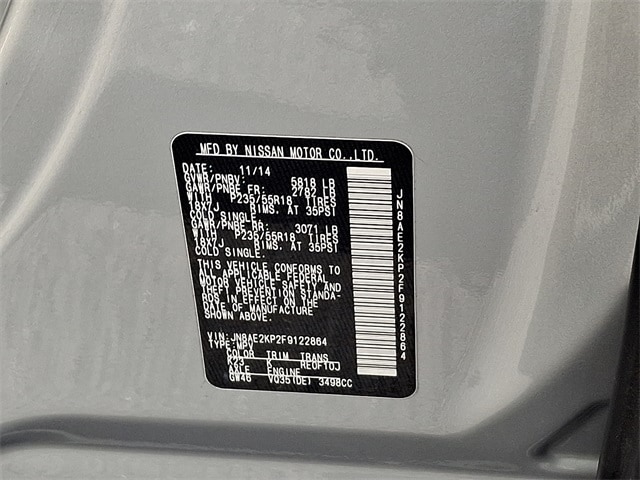 MFD BY NISSAN MOTOR CO.,LTD.
DATE: 11/14
GVWR/PNBV: 5818 LB
GAWR/PNBE FR: 2782 LB
WITH P235/55R18 TIRES
18X7J RIMS. AT 35PSI
COLD SINGLE.
GAWR/PNBE RR: 3071 LB
WITH P235/55R18 TIRES
18X7J RIMS. AT 35PSI
COLD SINGLE.
THIS VEHICLE CONFORMS TO
ALL APPLICABLE FEDERAL
MOTOR VEHICLE SAFETY AND
THEFT PREVENTION STANDA-
RDS IN EFFECT ON THE
DATE OF MANUFACTURE
SHOWN ABOVE.
VIN: JN8AE2KP2F9122864
TYPE: MPV
COLOR TRIM TRANS
K23 K RE0F10J
AXLE ENGINE
GW46 VQ35(DE) 3498CC
JN8AE2KP2F9122864